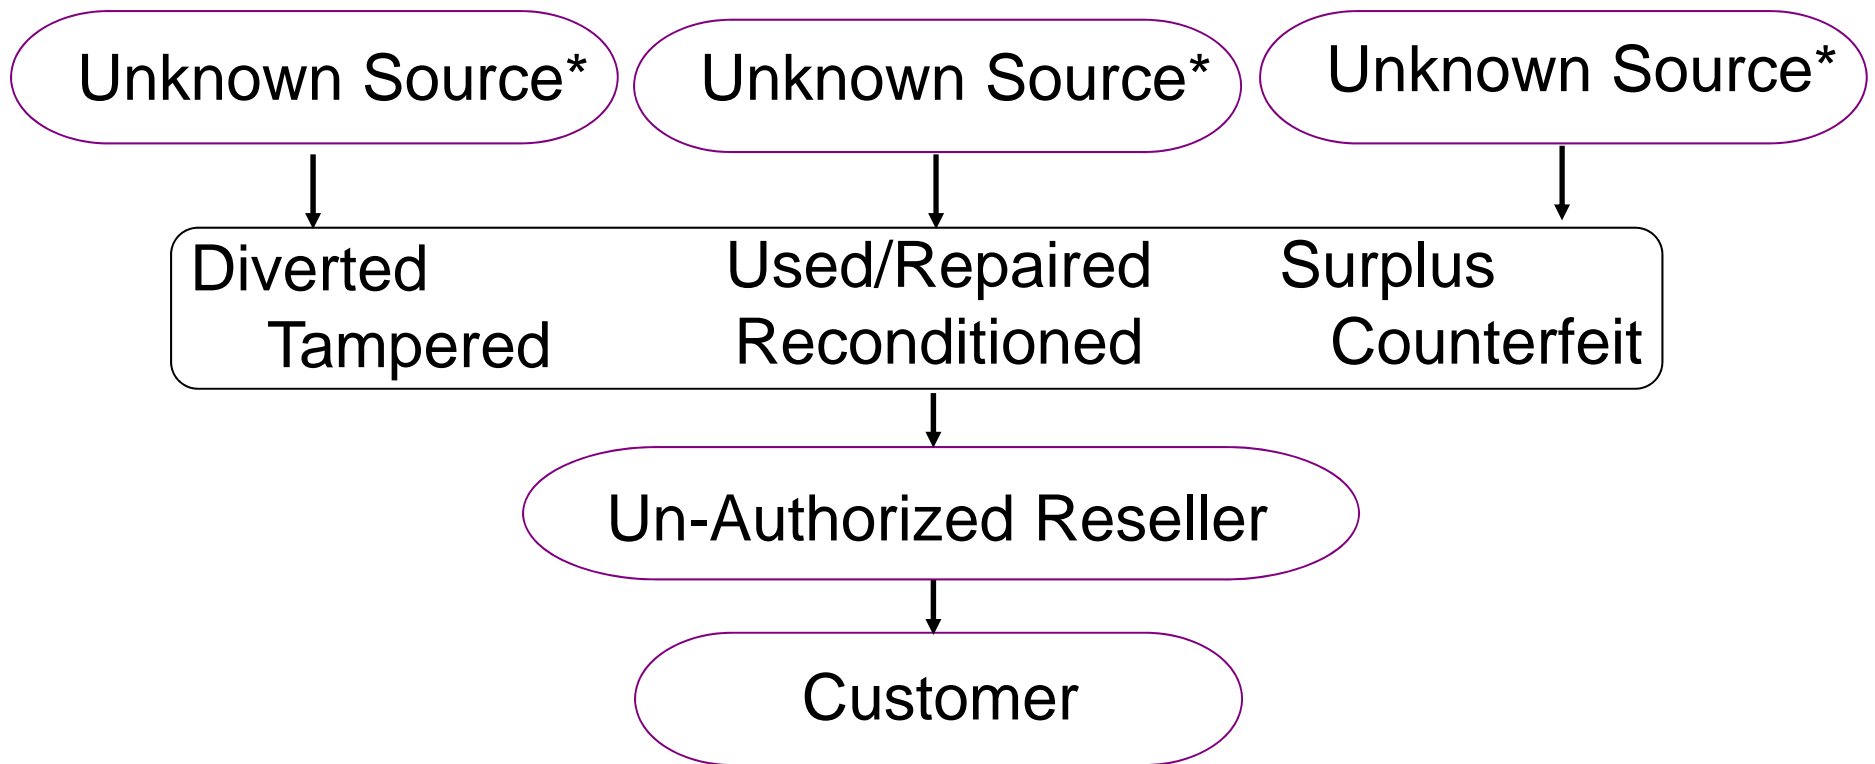 Unknown Source* Unknown Source* Unknown Source*
Diverted Used/Repaired Surplus
Tampered Reconditioned Counterfeit
Un-Authorized Reseller
Customer